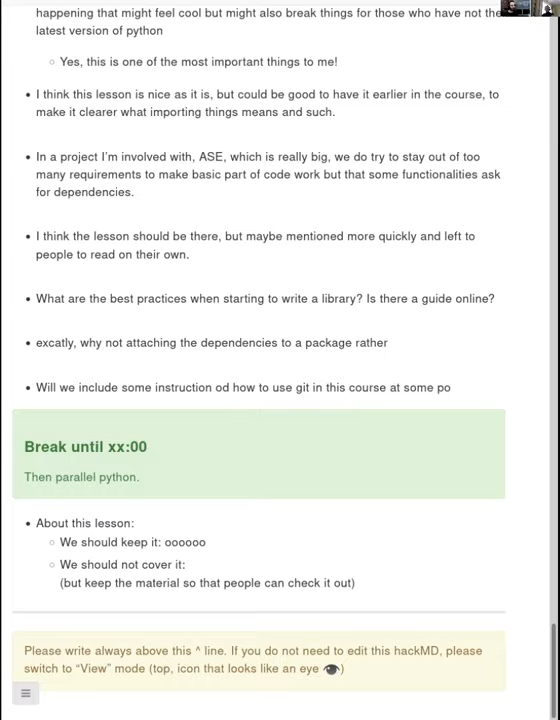 happening that might feel cool but might also break things for those who have not the
latest version of python
Yes, this is one of the most important things to me!
I think this lesson is nice as it is, but could be good to have it earlier in the course, to
make it clearer what importing things means and such.
In a project I'm involved with, ASE, which is really big, we do try to stay out of too
many requirements to make basic part of code work but that some functionalities ask
for dependencies.
I think the lesson should be there, but maybe mentioned more quickly and left to
people to read on their own.
What are the best practices when starting to write a library? Is there a guide online?
excatly, why not attaching the dependencies to a package rather
Will we include some instruction od how to use git in this course at some po
Break until xx:00
Then parallel python.
About this lesson:
We should keep it: oooooo
We should not cover it:
(but keep the material so that people can check it out)
Please write always above this ^ line. If you do not need to edit this hackMD, please
switch to "View" mode (top, icon that looks like an eye 👁)